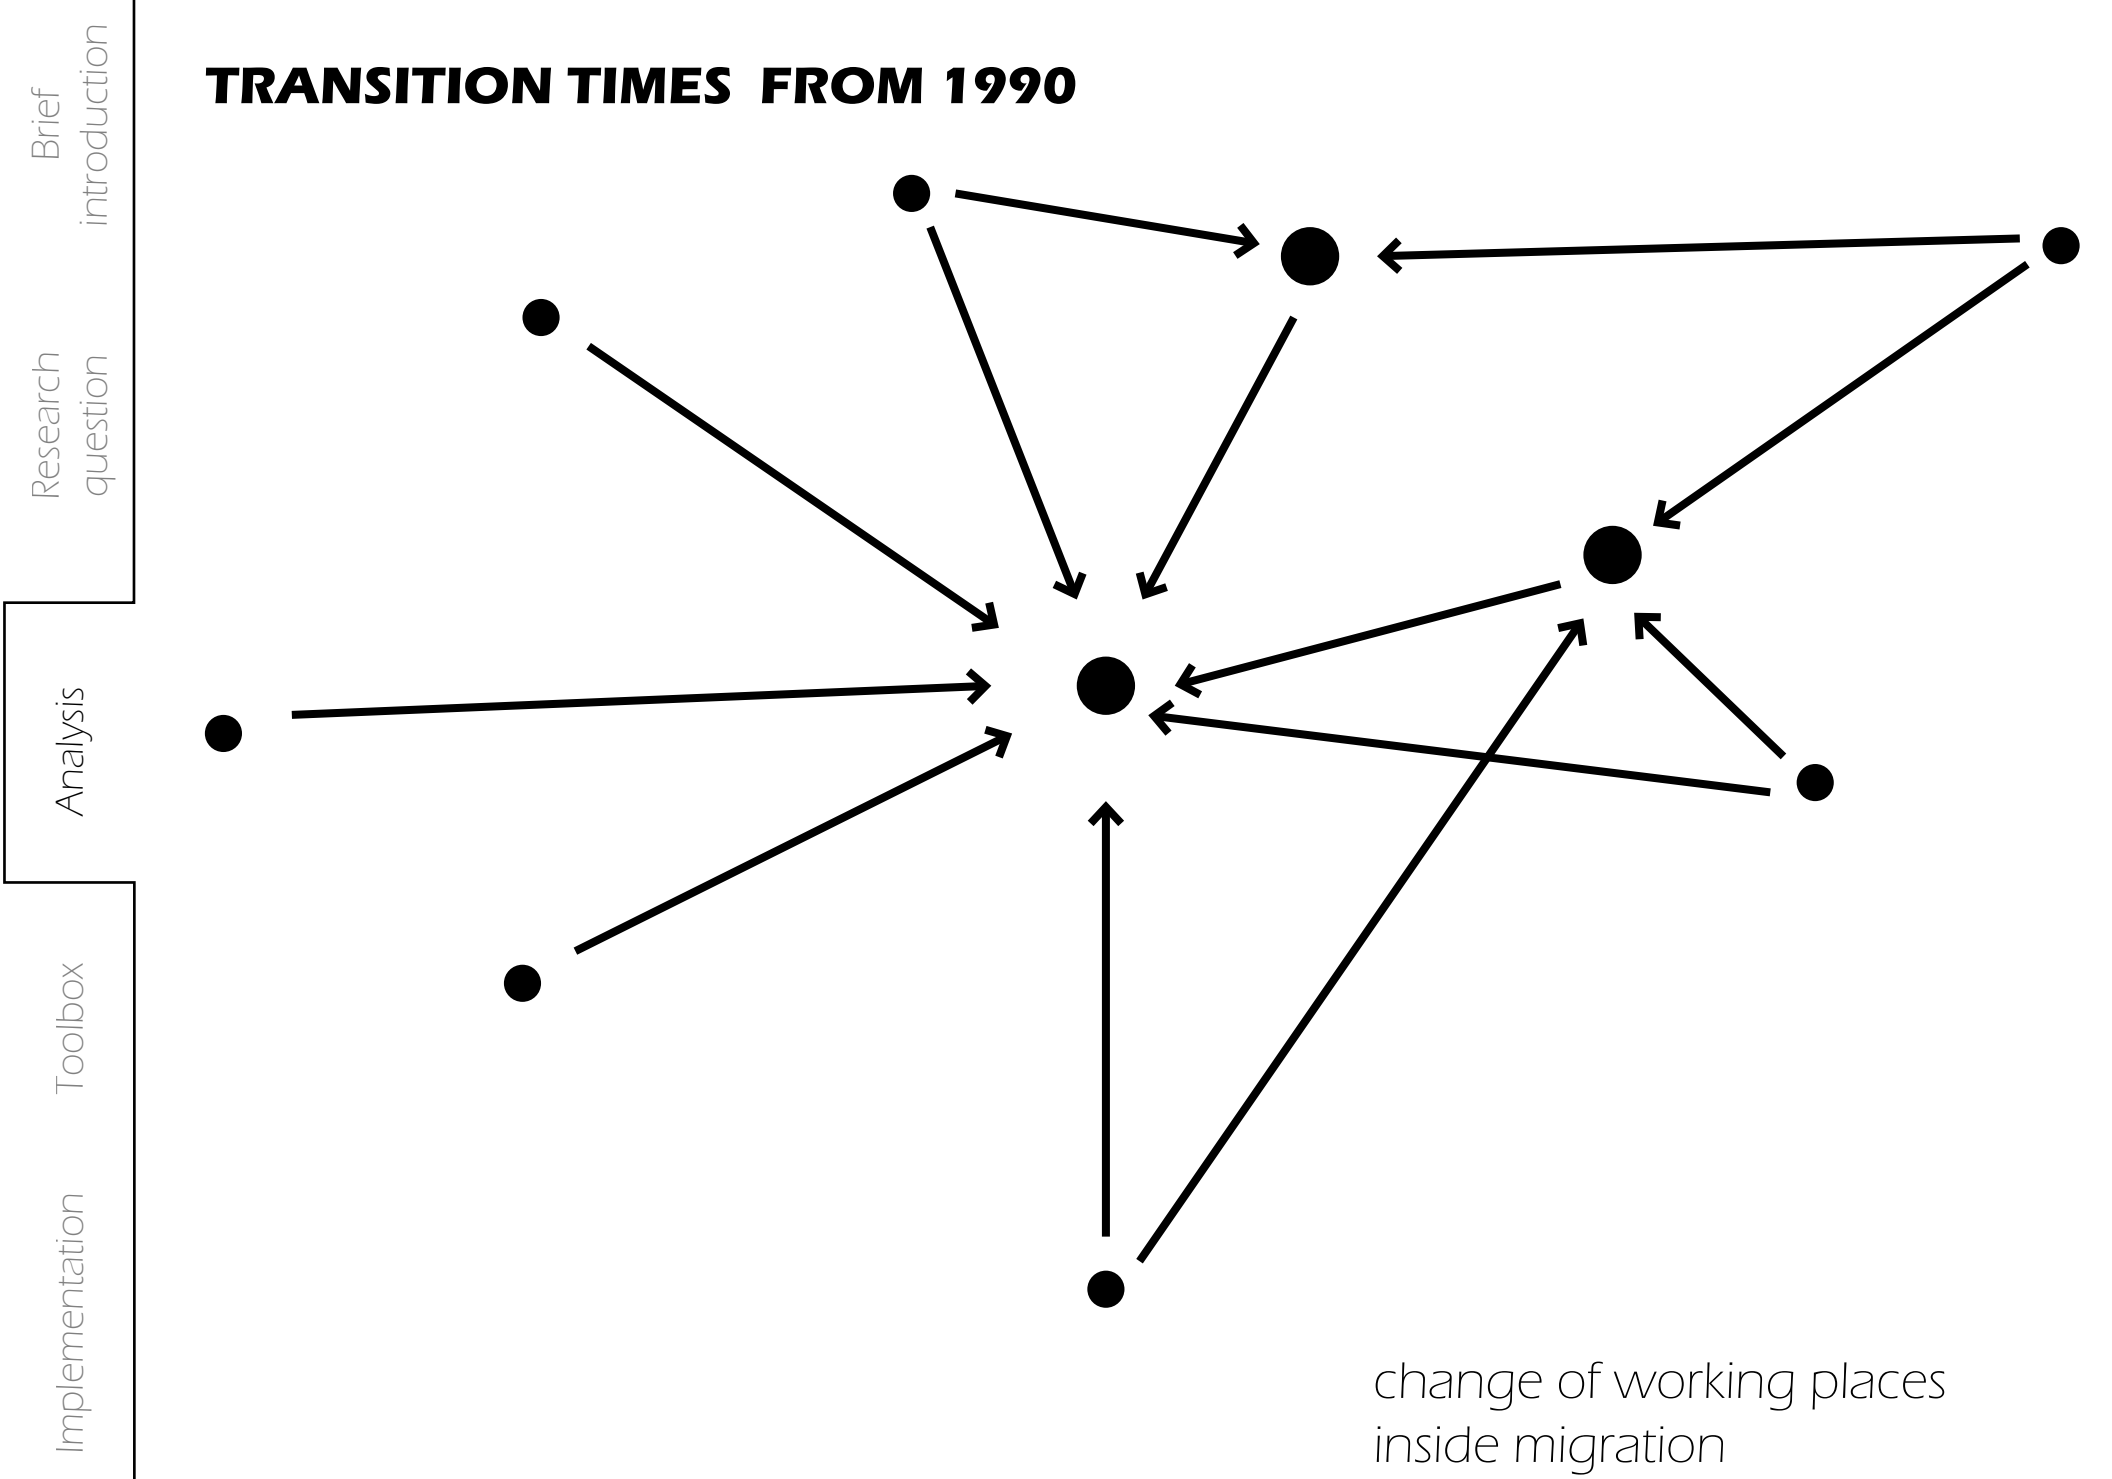 Brief
introduction
Research
question
Analysis
Toolbox
Implementation
TRANSITION TIMES  FROM 1990
change of working places
inside migration